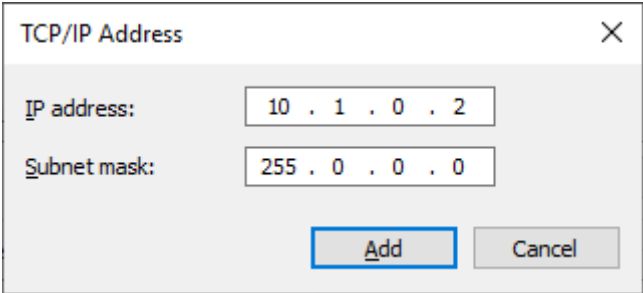 TCP/IP Address
IP address: 10 . 1 . 0 . 2
Subnet mask: 255 . 0 . 0 . 0
Add Cancel